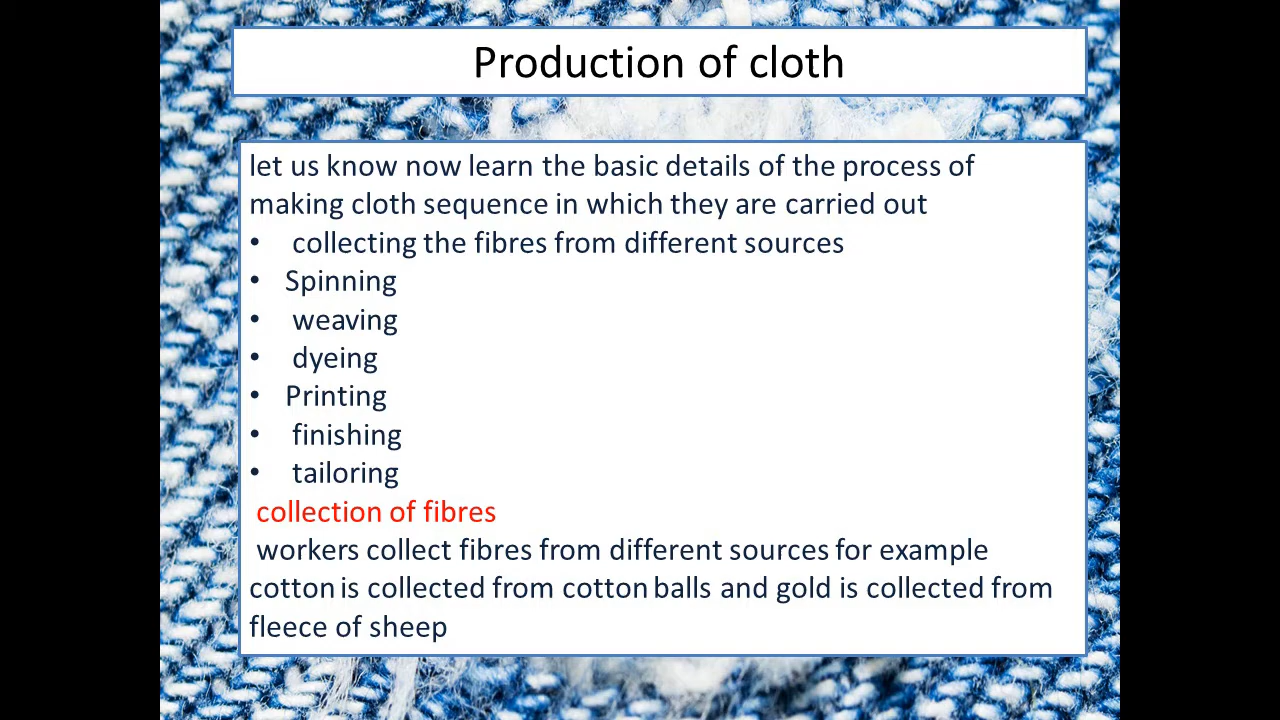 Production of cloth
let us know now learn the basic details of the process of
making cloth sequence in which they are carried out
• collecting the fibres from different sources
• Spinning
• weaving
• dyeing
• Printing
• finishing
• tailoring
collection of fibres
workers collect fibres from different sources for example
cotton is collected from cotton balls and gold is collected from
fleece of sheep